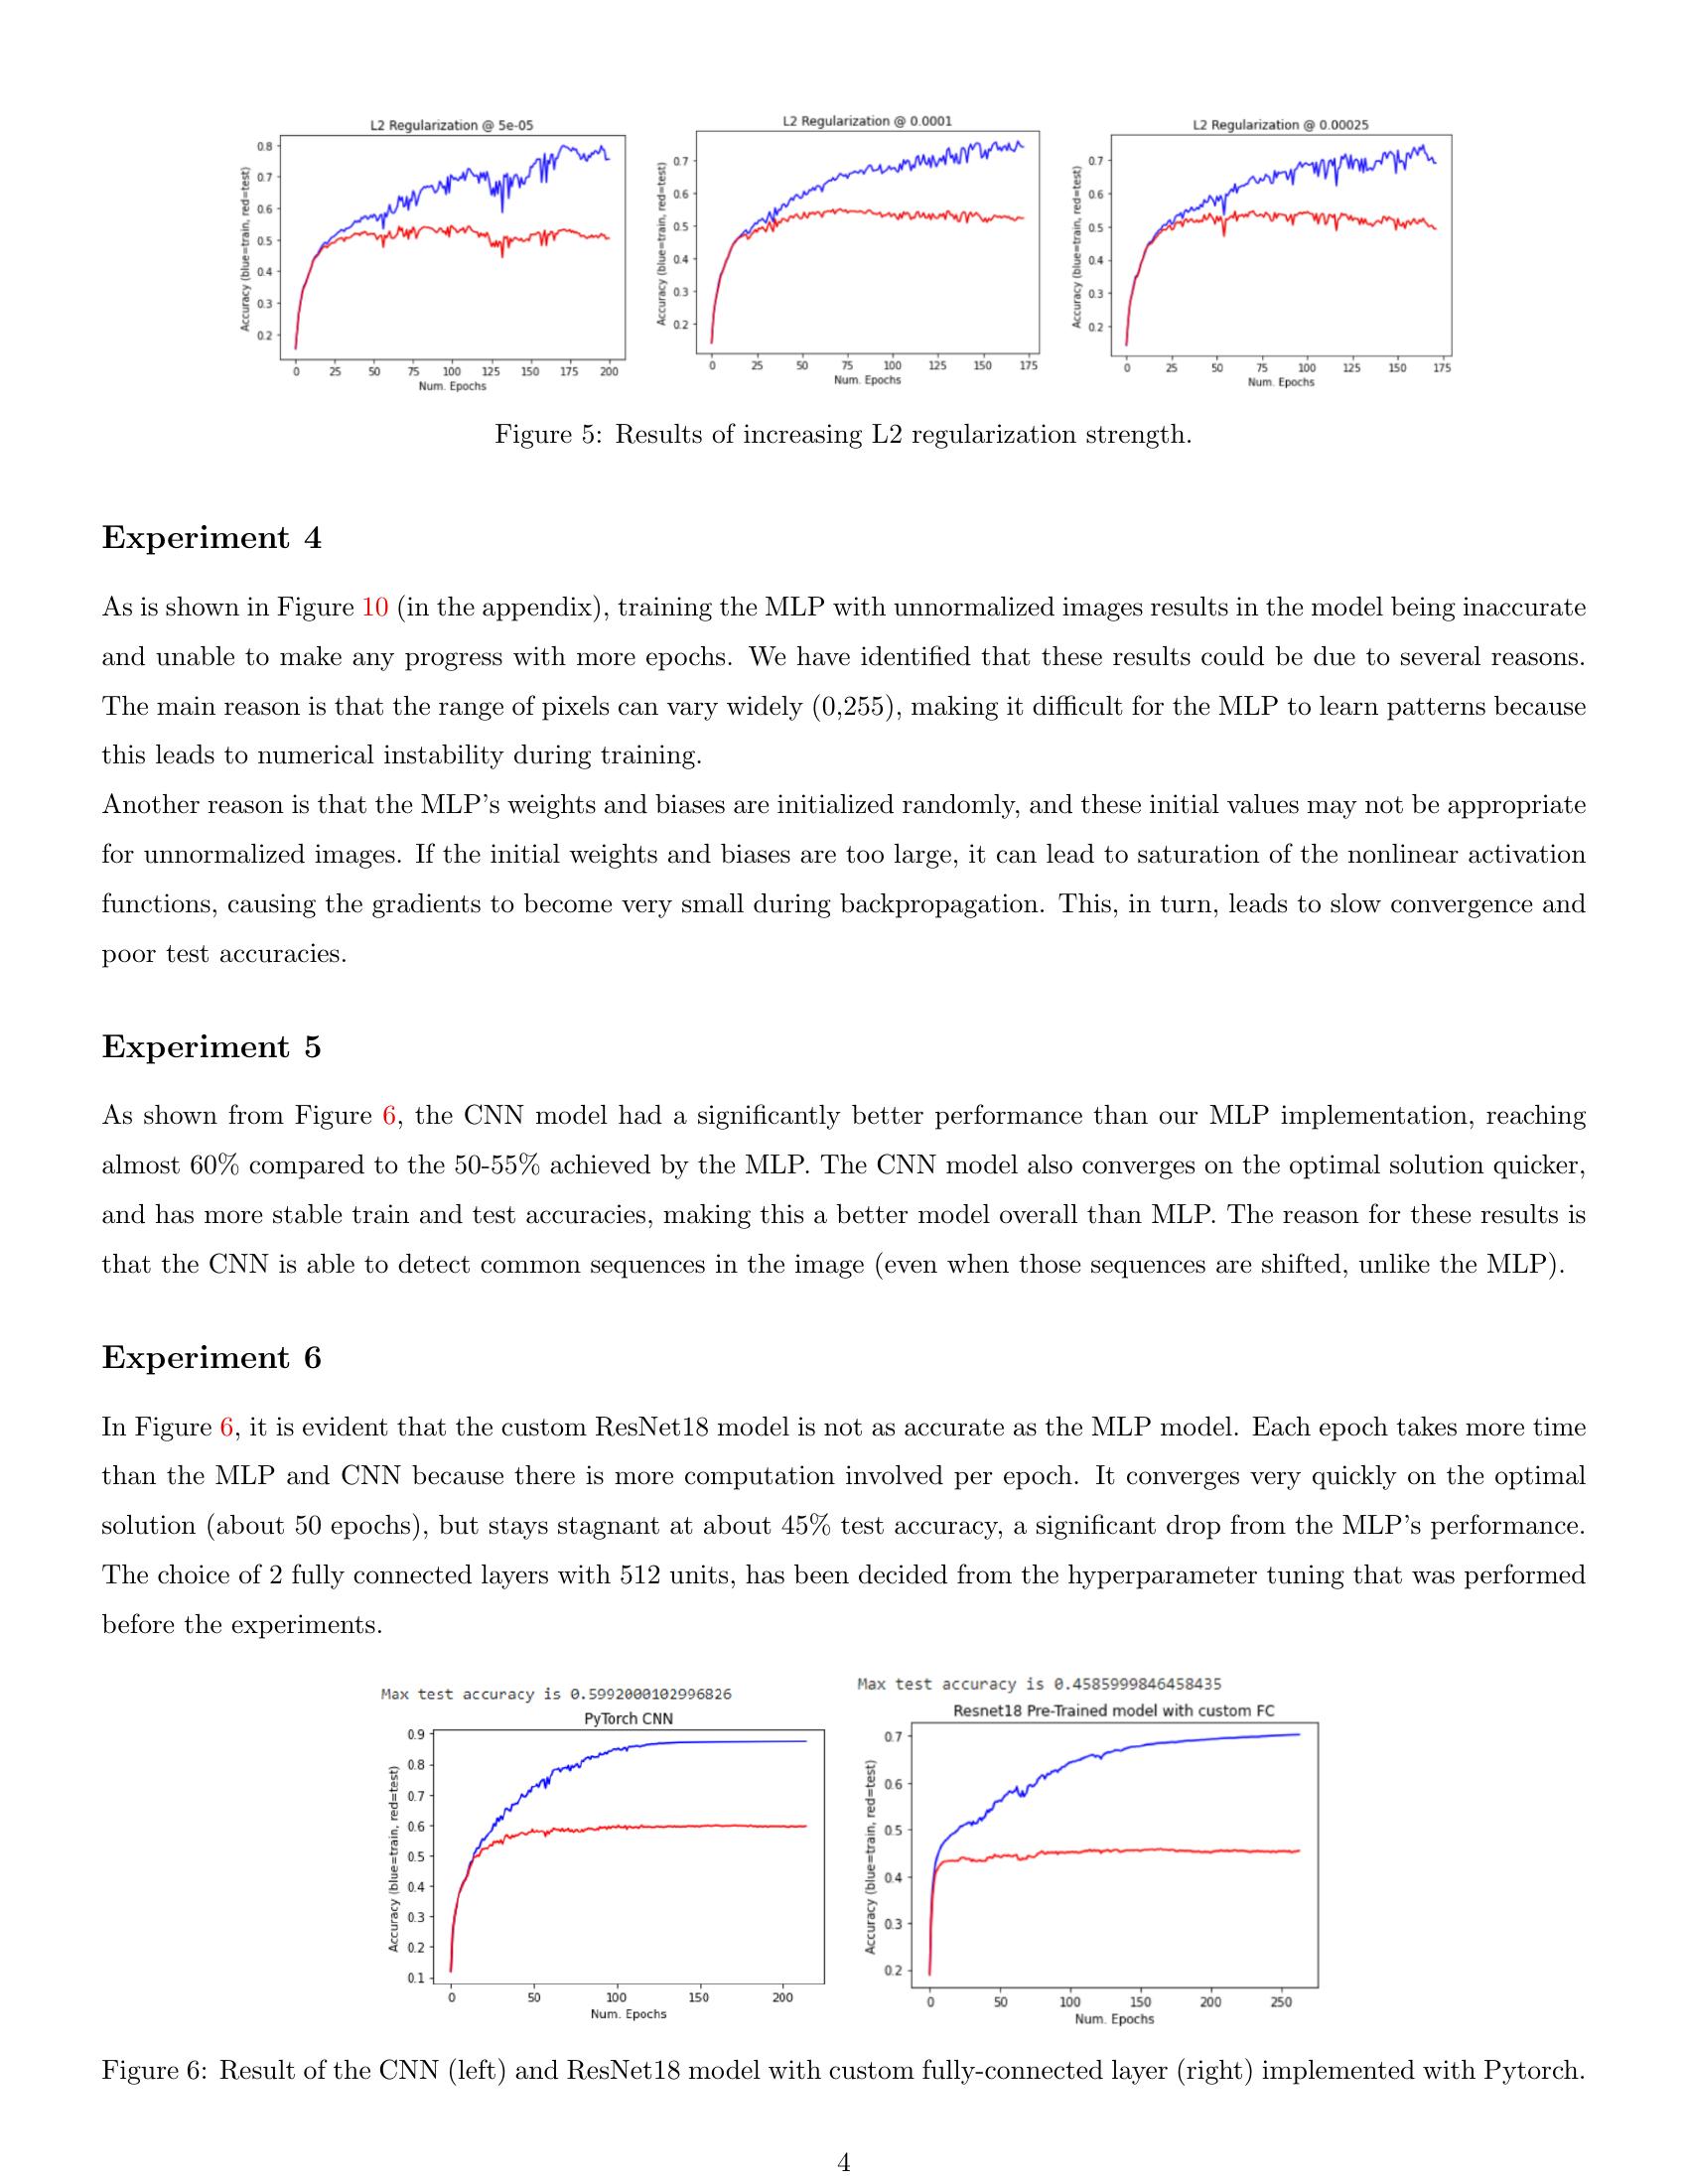 L2 Regularization @ 5e-05
Accuracy (blue=train, red=test)
0.8
0.7
0.6
0.5
0.4
0.3
0.2
0 25 50 75 100 125 150 175 200
Num. Epochs
L2 Regularization @ 0.0001
Accuracy (blue=train, red=test)
0.7
0.6
0.5
0.4
0.3
0.2
0 25 50 75 100 125 150 175
Num. Epochs
L2 Regularization @ 0.00025
Accuracy (blue=train, red=test)
0.7
0.6
0.5
0.4
0.3
0.2
0 25 50 75 100 125 150 175
Num. Epochs
Figure 5: Results of increasing L2 regularization strength.
Experiment 4
As is shown in Figure 10 (in the appendix), training the MLP with unnormalized images results in the model being inaccurate
and unable to make any progress with more epochs. We have identified that these results could be due to several reasons.
The main reason is that the range of pixels can vary widely (0,255), making it difficult for the MLP to learn patterns because
this leads to numerical instability during training.
Another reason is that the MLP's weights and biases are initialized randomly, and these initial values may not be appropriate
for unnormalized images. If the initial weights and biases are too large, it can lead to saturation of the nonlinear activation
functions, causing the gradients to become very small during backpropagation. This, in turn, leads to slow convergence and
poor test accuracies.
Experiment 5
As shown from Figure 6, the CNN model had a significantly better performance than our MLP implementation, reaching
almost 60% compared to the 50-55% achieved by the MLP. The CNN model also converges on the optimal solution quicker,
and has more stable train and test accuracies, making this a better model overall than MLP. The reason for these results is
that the CNN is able to detect common sequences in the image (even when those sequences are shifted, unlike the MLP).
Experiment 6
In Figure 6, it is evident that the custom ResNet18 model is not as accurate as the MLP model. Each epoch takes more time
than the MLP and CNN because there is more computation involved per epoch. It converges very quickly on the optimal
solution (about 50 epochs), but stays stagnant at about 45% test accuracy, a significant drop from the MLP's performance.
The choice of 2 fully connected layers with 512 units, has been decided from the hyperparameter tuning that was performed
before the experiments.
Max test accuracy is 0.5992000102996826
PyTorch CNN
Accuracy (blue=train, red=test)
0.9
0.8
0.7
0.6
0.5
0.4
0.3
0.2
0.1
0 50 100 150 200
Num. Epochs
Max test accuracy is 0.4585999846458435
Resnet18 Pre-Trained model with custom FC
Accuracy (blue=train, red=test)
0.7
0.6
0.5
0.4
0.3
0.2
0 50 100 150 200 250
Num. Epochs
Figure 6: Result of the CNN (left) and ResNet18 model with custom fully-connected layer (right) implemented with Pytorch.
4